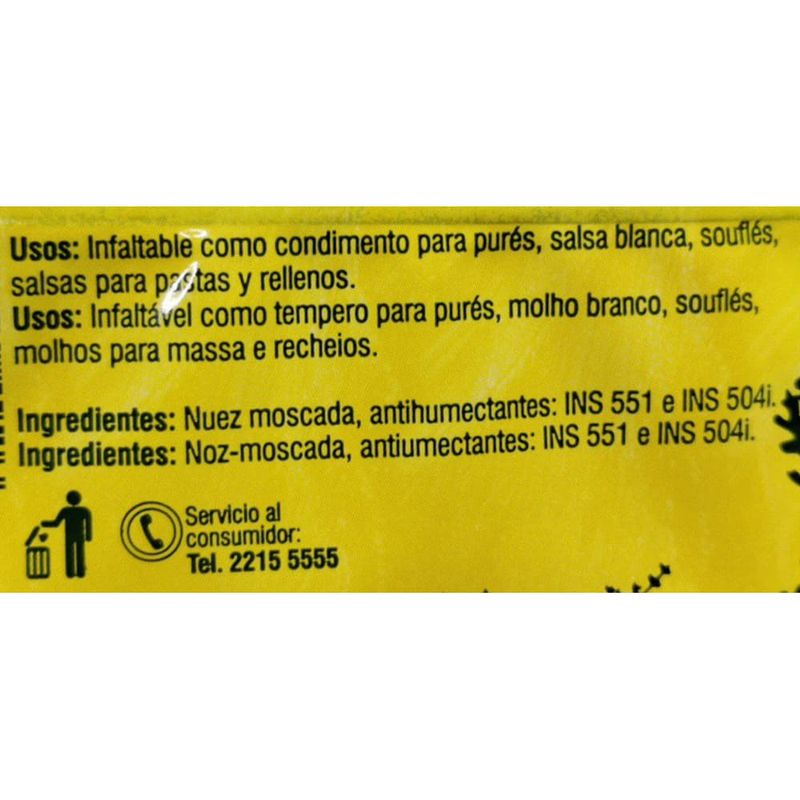 Usos: Infaltable como condimento para purés, salsa blanca, souflés,
salsas para pastas y rellenos.
Usos: Infaltável como tempero para purés, molho branco, souflés,
molhos para massa e recheios.
Ingredientes: Nuez moscada, antihumectantes: INS 551 e INS 504i.
Ingredientes: Noz-moscada, antiumectantes: INS 551 e INS 504i.
Servicio al
consumidor:
Tel. 2215 5555